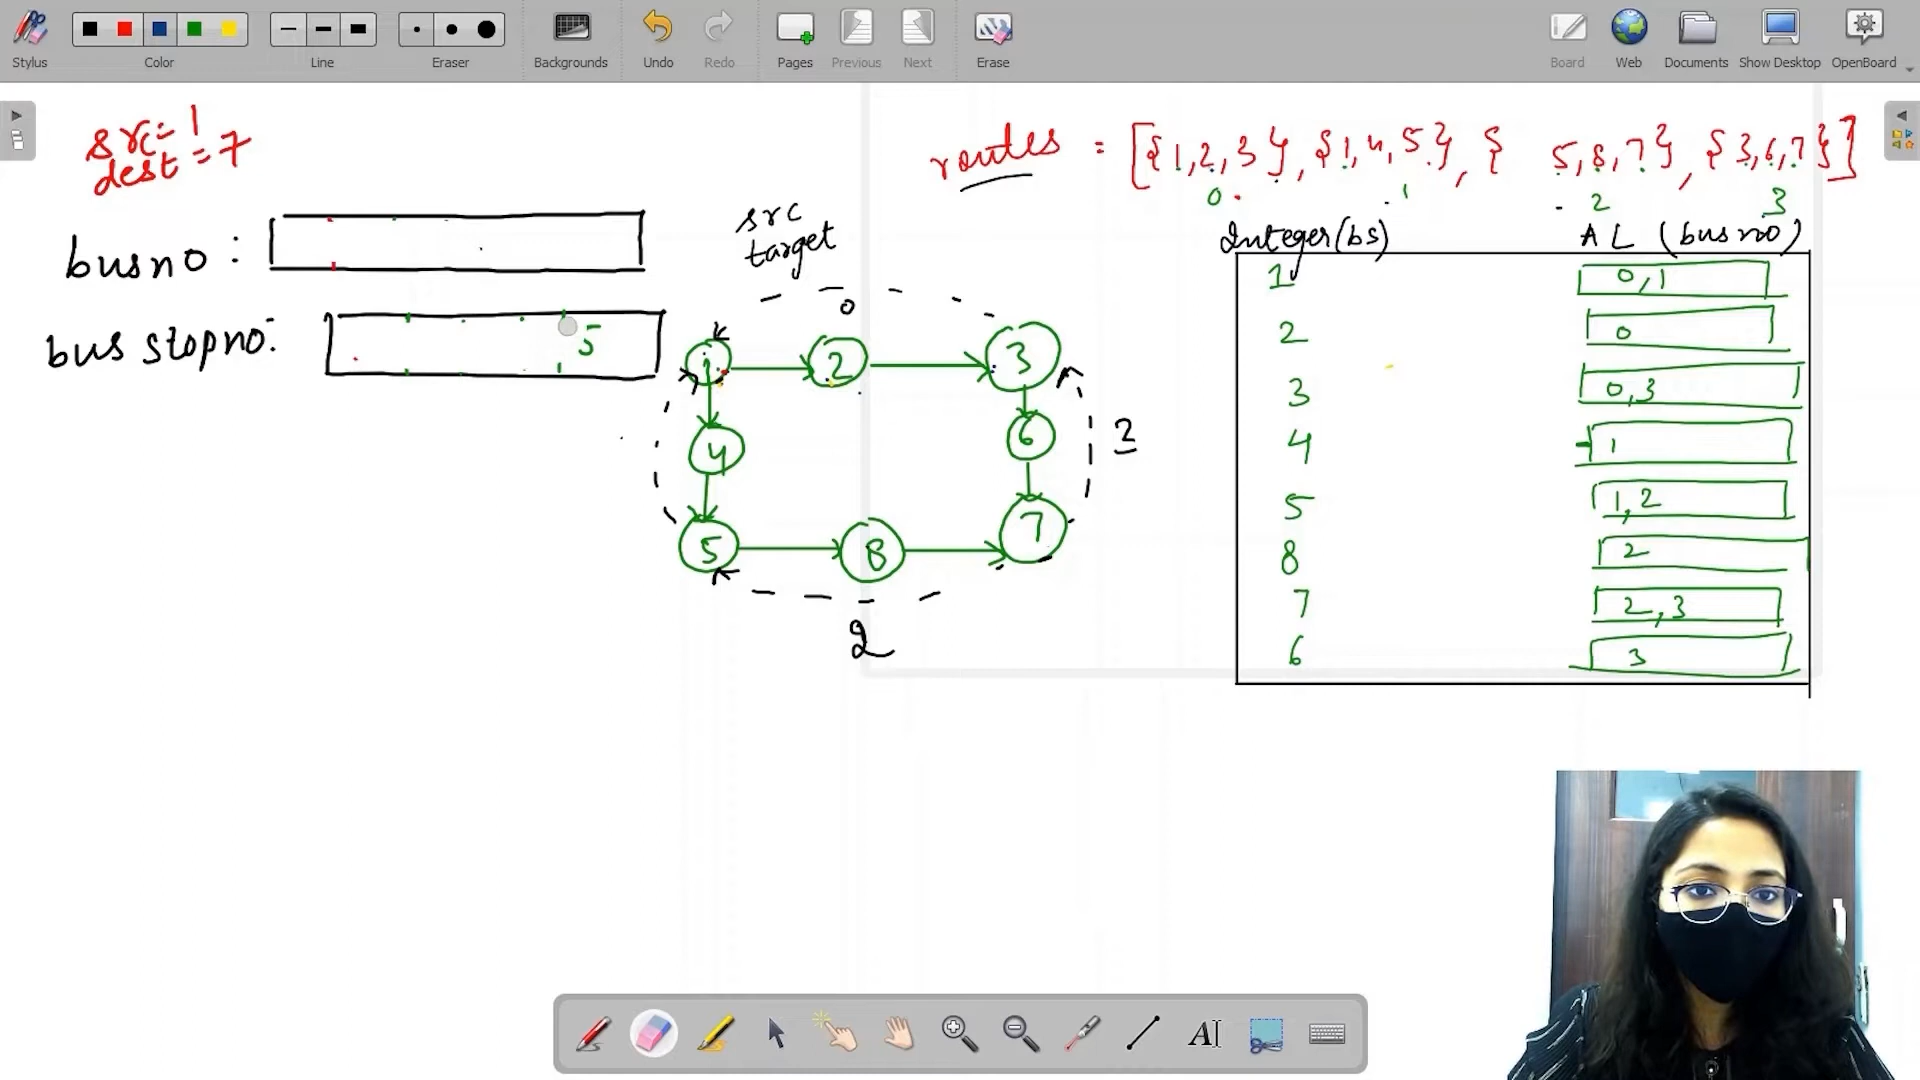 Stylus
Color
Line
Eraser
Backgrounds
Undo
Redo
Pages
Previous
Next
Erase
Board
Web
Documents
Show Desktop
OpenBoard
src = 1
dest = 7
routes = [{1,2,3}, {1,4,5}, { 5,8,7}, {3,6,7}]
0 1 2 3
busno :
bus stopno:
5
src
target
Integer(bs) AL (busno)
1 0,1
2 0
3 0,3
4 1
5 1,2
8 2
7 2,3
6 3
0
1 2 3
4 6
2
5 8 7
2